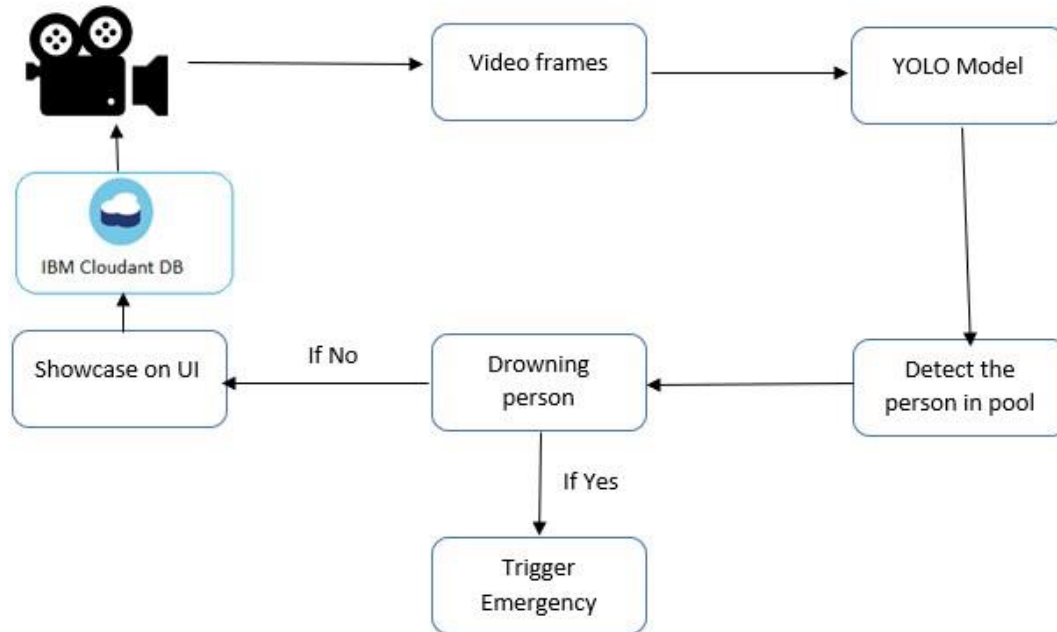 Video frames
YOLO Model
IBM Cloudant DB
Showcase on UI
If No
Drowning
person
Detect the
person in pool
If Yes
Trigger
Emergency